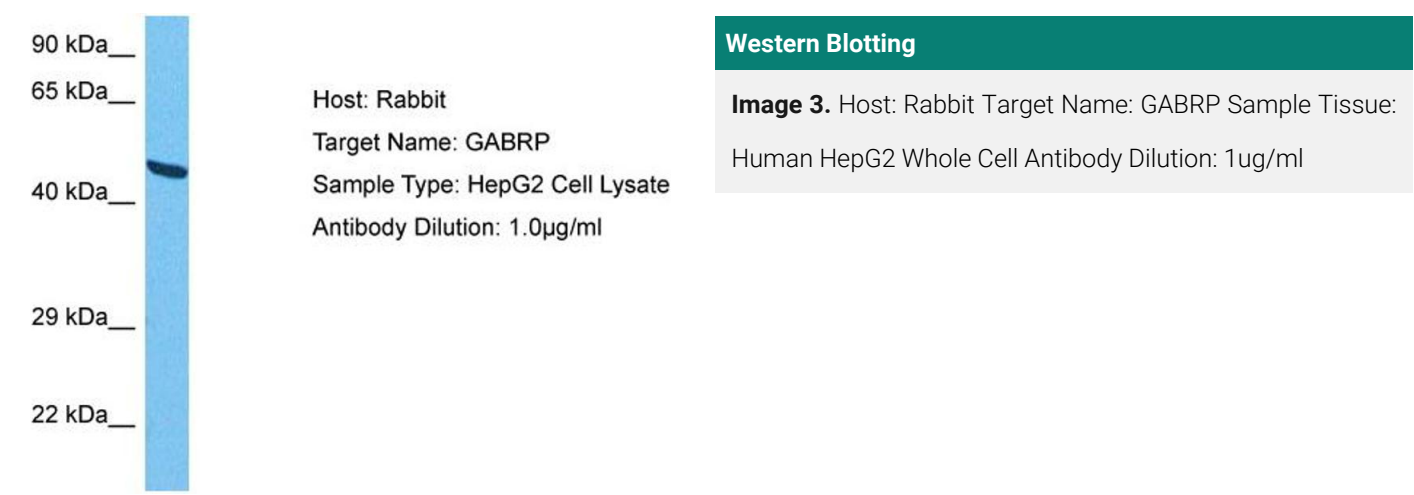 90 kDa__
65 kDa__
40 kDa__
29 kDa__
22 kDa__
Host: Rabbit
Target Name: GABRP
Sample Type: HepG2 Cell Lysate
Antibody Dilution: 1.0µg/ml
Western Blotting
Image 3. Host: Rabbit Target Name: GABRP Sample Tissue:
Human HepG2 Whole Cell Antibody Dilution: 1ug/ml